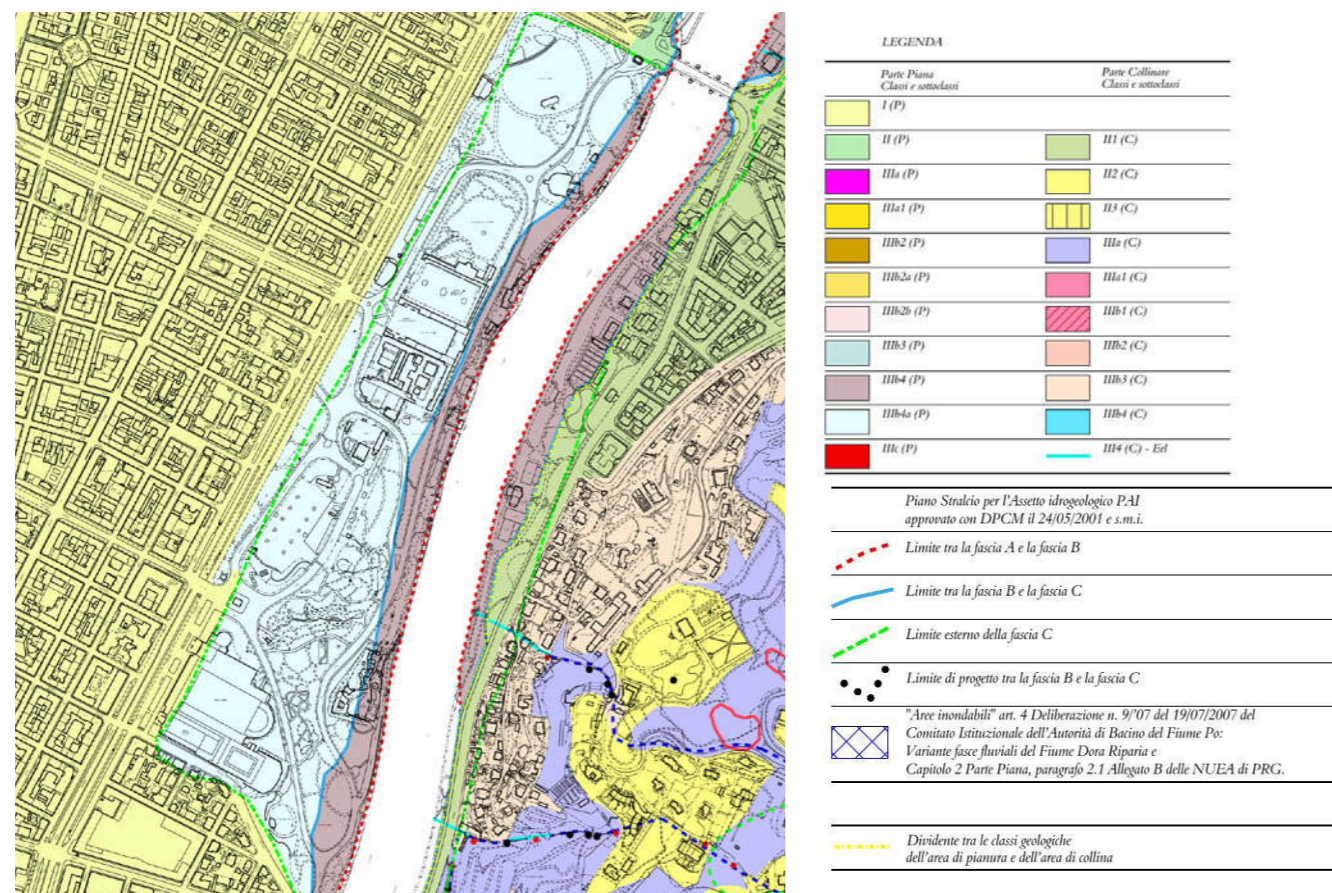 LEGENDA
Parte Piana
Classi e sottoclassi
Parte Collinare
Classi e sottoclassi
I (P)
II (P)
II1 (C)
IIIa (P)
II2 (C)
IIIa1 (P)
II3 (C)
IIIb2 (P)
IIIa (C)
IIIb2a (P)
IIIa1 (C)
IIIb2b (P)
IIIb1 (C)
IIIb3 (P)
IIIb2 (C)
IIIb4 (P)
IIIb3 (C)
IIIb4a (P)
IIIb4 (C)
IIIc (P)
III4 (C) - Eel
Piano Stralcio per l'Assetto idrogeologico PAI
approvato con DPCM il 24/05/2001 e s.m.i.
Limite tra la fascia A e la fascia B
Limite tra la fascia B e la fascia C
Limite esterno della fascia C
Limite di progetto tra la fascia B e la fascia C
"Aree inondabili" art. 4 Deliberazione n. 9/'07 del 19/07/2007 del
Comitato Istituzionale dell'Autorità di Bacino del Fiume Po:
Variante fasce fluviali del Fiume Dora Riparia e
Capitolo 2 Parte Piana, paragrafo 2.1 Allegato B delle NUEA di PRG.
Dividente tra le classi geologiche
dell'area di pianura e dell'area di collina